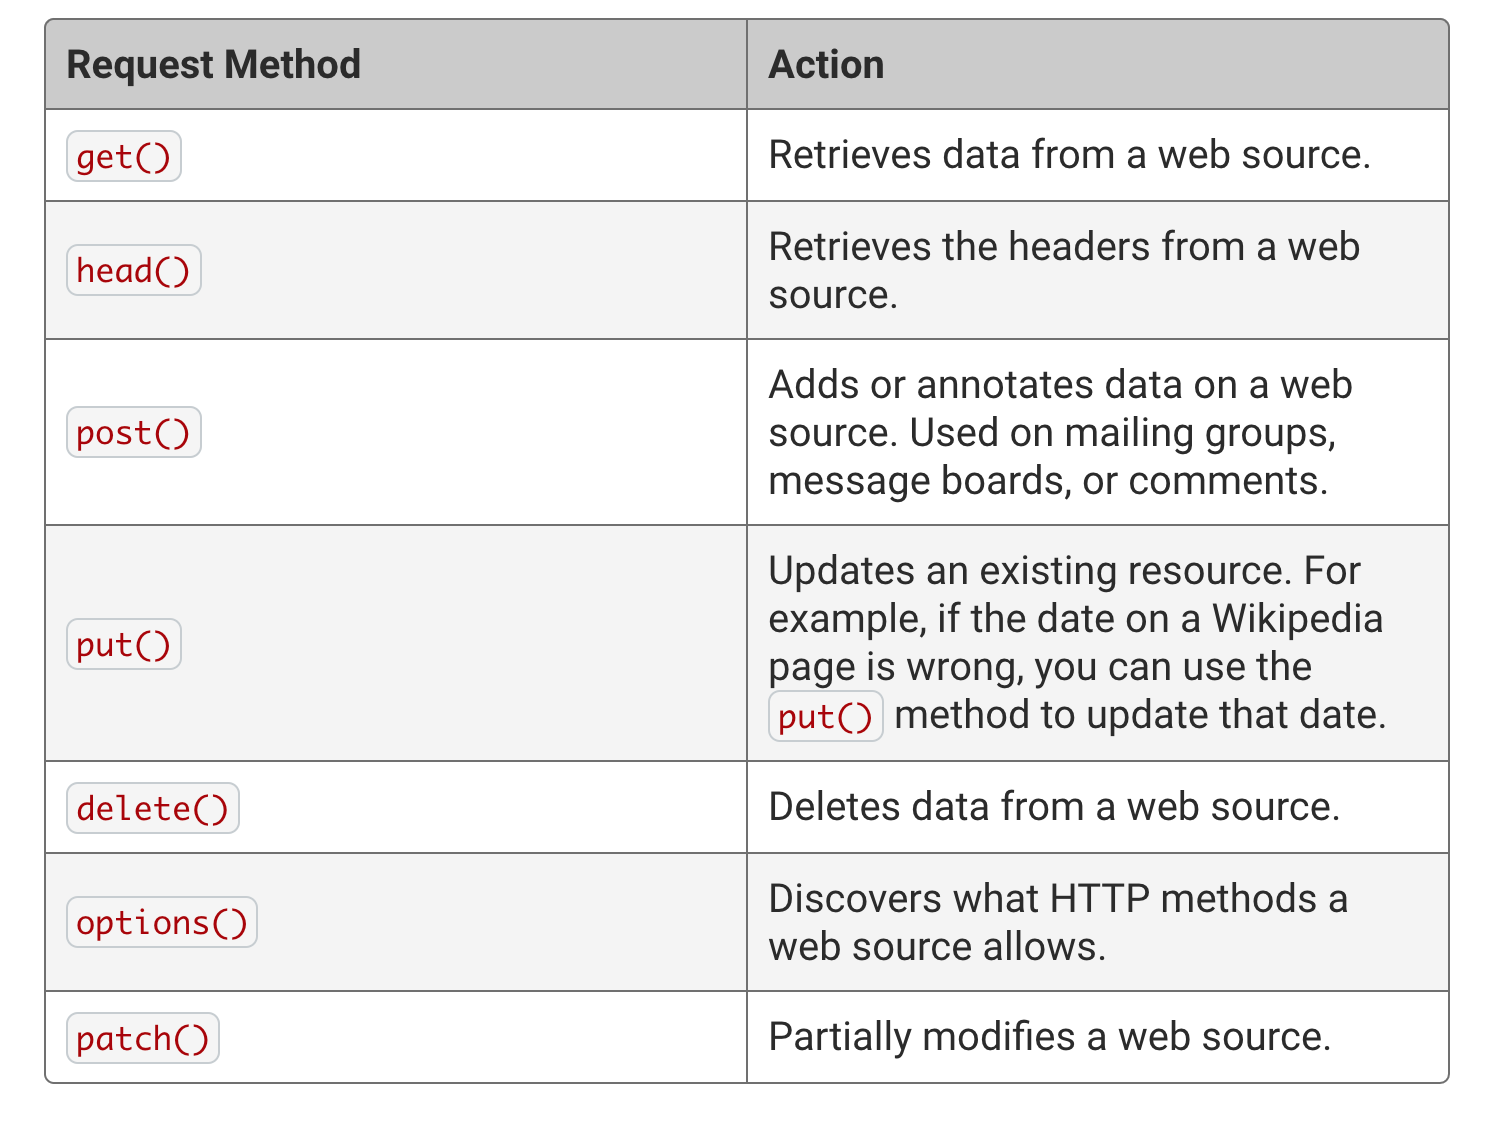 Request Method
Action
get()
Retrieves data from a web source.
head()
Retrieves the headers from a web
source.
post()
Adds or annotates data on a web
source. Used on mailing groups,
message boards, or comments.
put()
Updates an existing resource. For
example, if the date on a Wikipedia
page is wrong, you can use the
put() method to update that date.
delete()
Deletes data from a web source.
options()
Discovers what HTTP methods a
web source allows.
patch()
Partially modifies a web source.